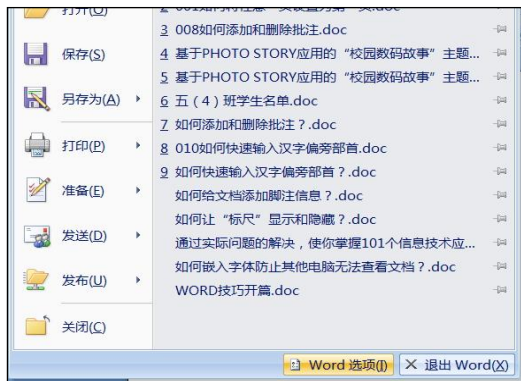 打开(O)
保存(S)
另存为(A)
打印(P)
准备(E)
发送(D)
发布(U)
关闭(C)
3 008如何添加和删除批注.doc
4 基于PHOTO STORY应用的“校园数码故事”主题...
5 基于PHOTO STORY应用的“校园数码故事”主题...
6 五(4)班学生名单.doc
7 如何添加和删除批注?.doc
8 010如何快速输入汉字偏旁部首.doc
9 如何快速输入汉字偏旁部首?.doc
如何给文档添加脚注信息?.doc
如何让“标尺”显示和隐藏?.doc
通过实际问题的解决,使你掌握101个信息技术应...
如何嵌入字体防止其他电脑无法查看文档?.doc
WORD技巧开篇.doc
Word 选项(I)
退出 Word(X)